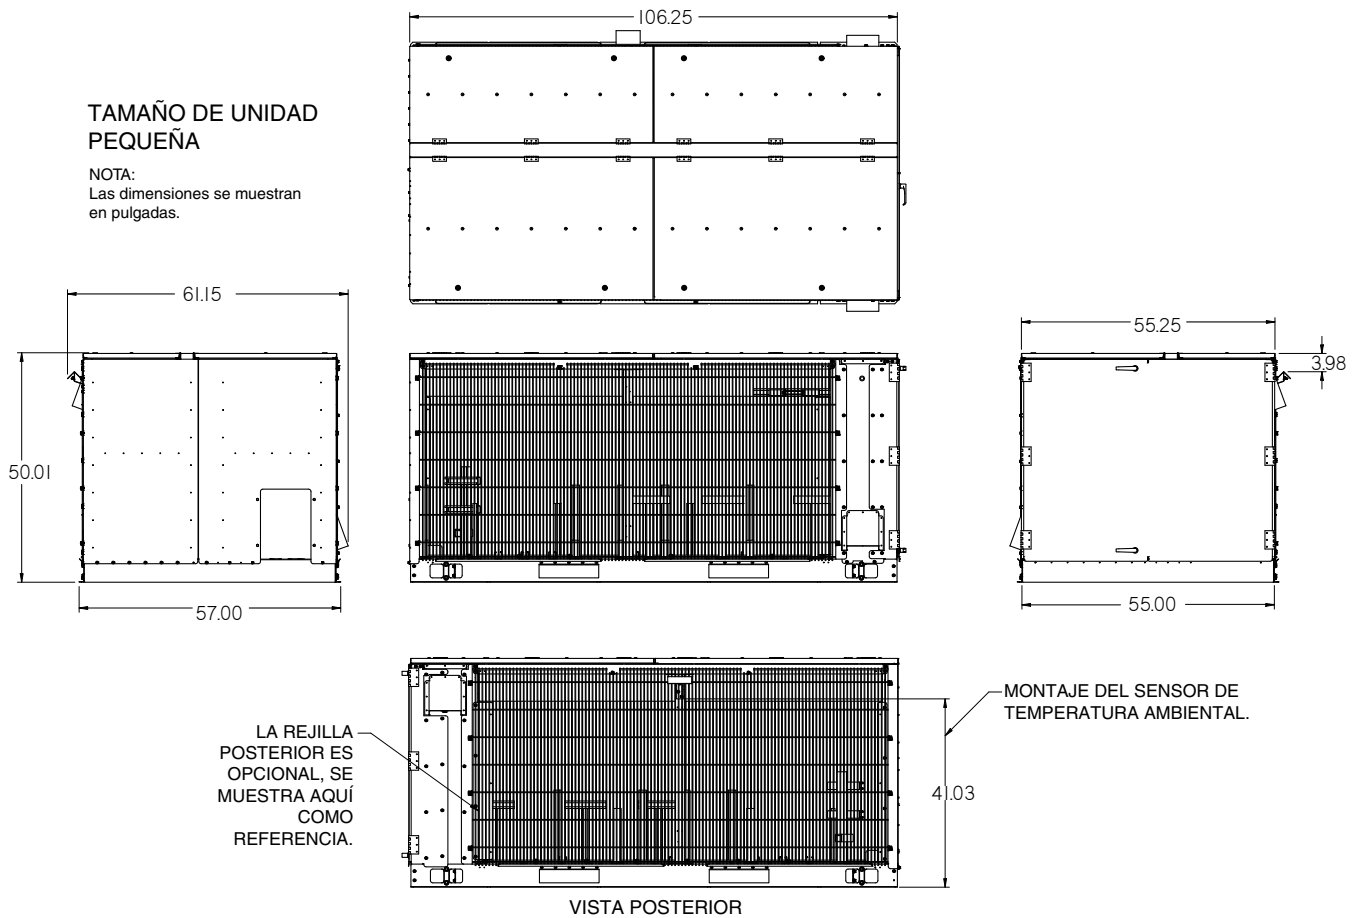 106.25
TAMAÑO DE UNIDAD
PEQUEÑA
NOTA:
Las dimensiones se muestran
en pulgadas.
61.15
55.25
3.98
50.01
57.00
55.00
MONTAJE DEL SENSOR DE
TEMPERATURA AMBIENTAL.
LA REJILLA
POSTERIOR ES
OPCIONAL, SE
MUESTRA AQUÍ
COMO
REFERENCIA.
41.03
VISTA POSTERIOR